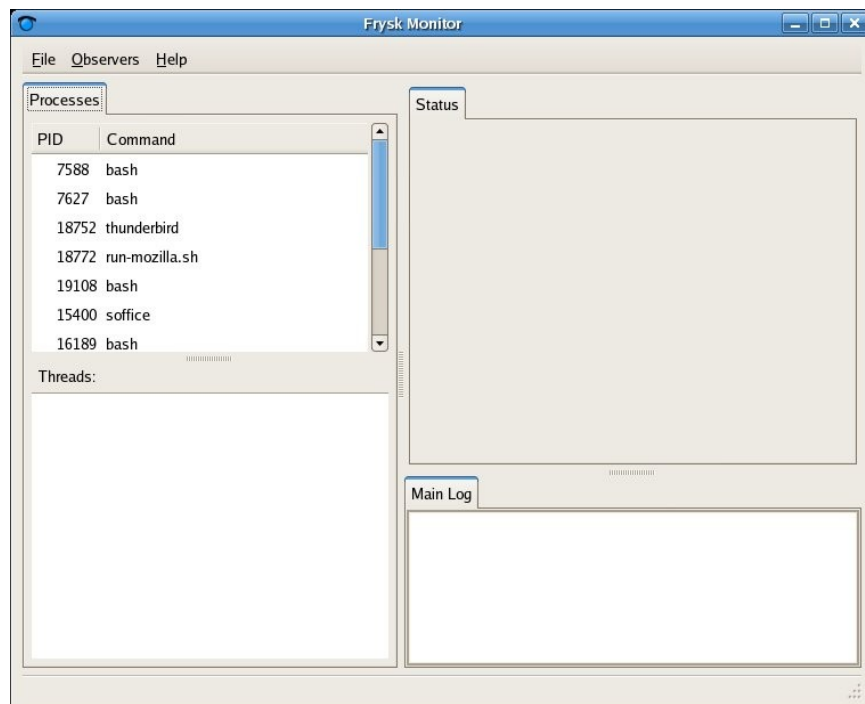 Frysk Monitor
File Observers Help
Processes
PID Command
7588 bash
7627 bash
18752 thunderbird
18772 run-mozilla.sh
19108 bash
15400 soffice
16189 bash
Threads:
Status
Main Log